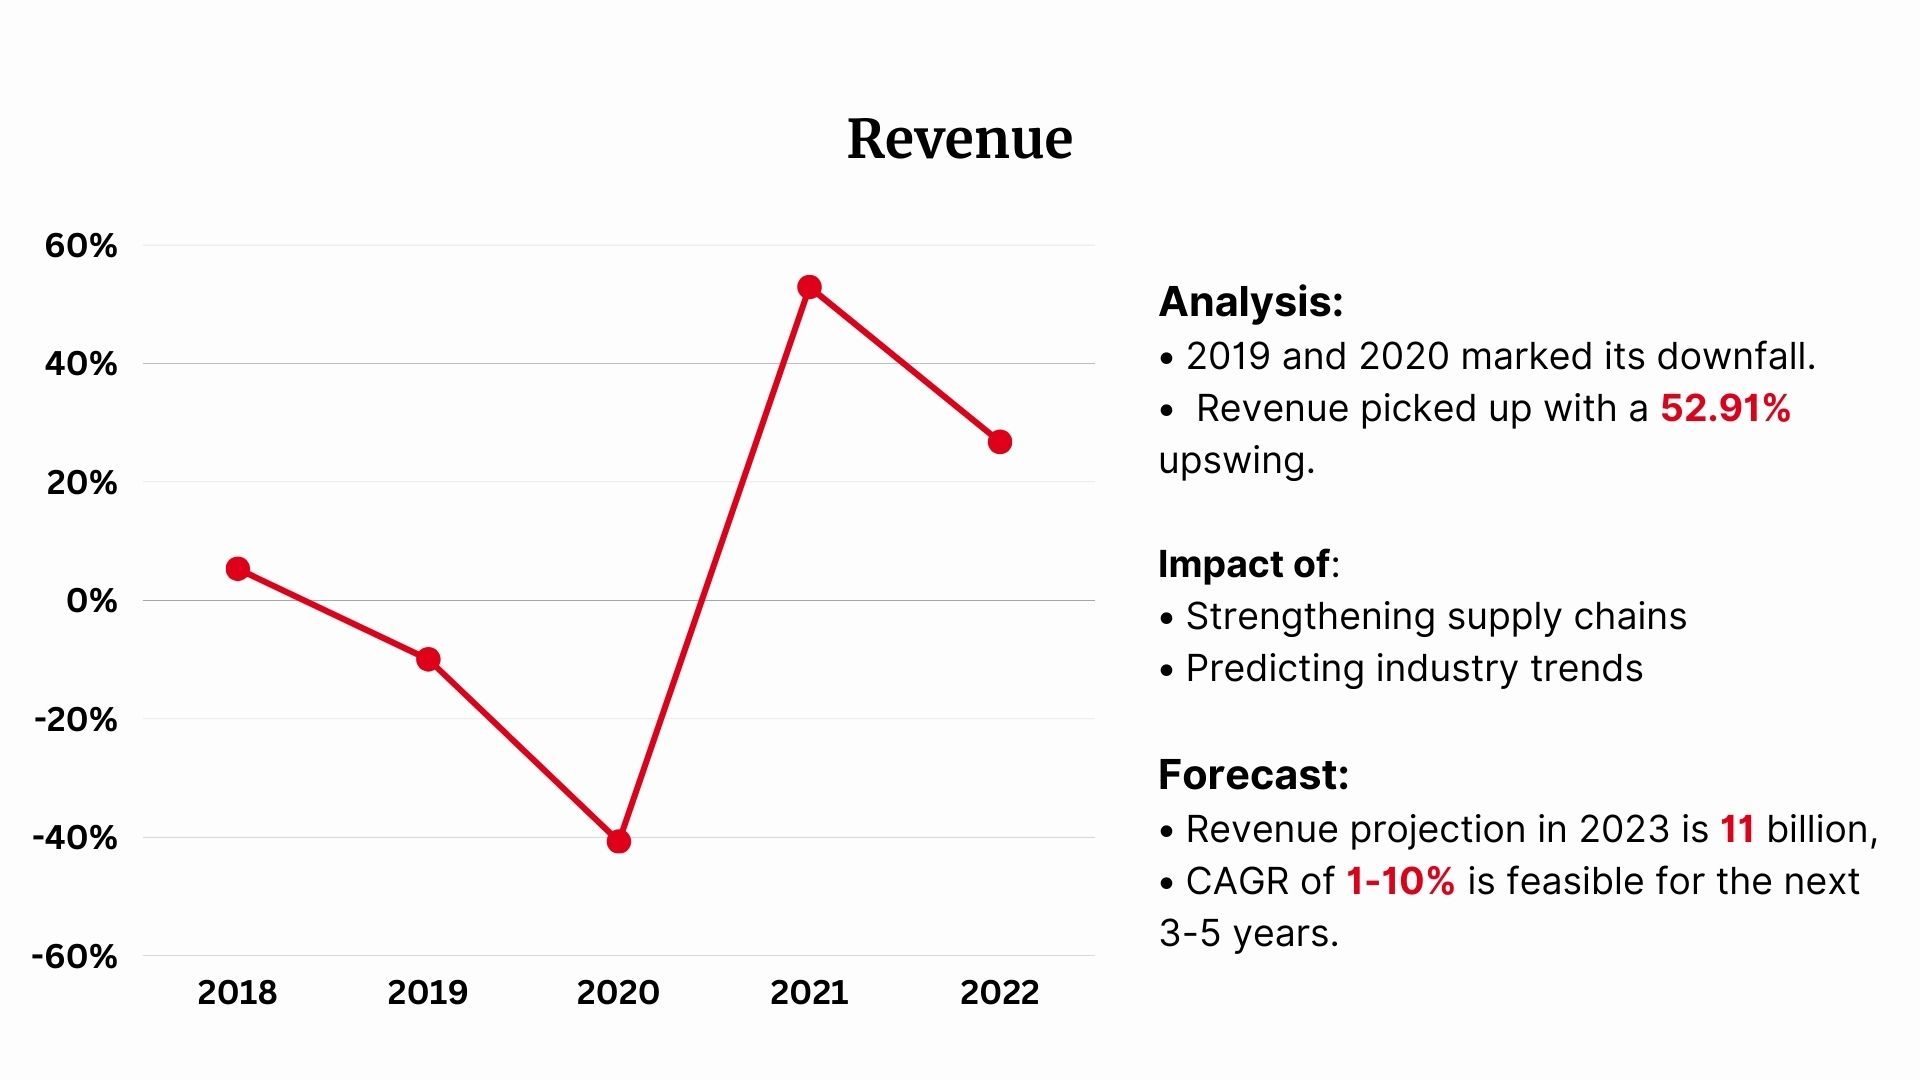 Revenue
60%
40%
20%
0%
-20%
-40%
-60%
2018 2019 2020 2021 2022
Analysis:
• 2019 and 2020 marked its downfall.
• Revenue picked up with a 52.91%
upswing.
Impact of:
• Strengthening supply chains
• Predicting industry trends
Forecast:
• Revenue projection in 2023 is 11 billion,
• CAGR of 1-10% is feasible for the next
3-5 years.